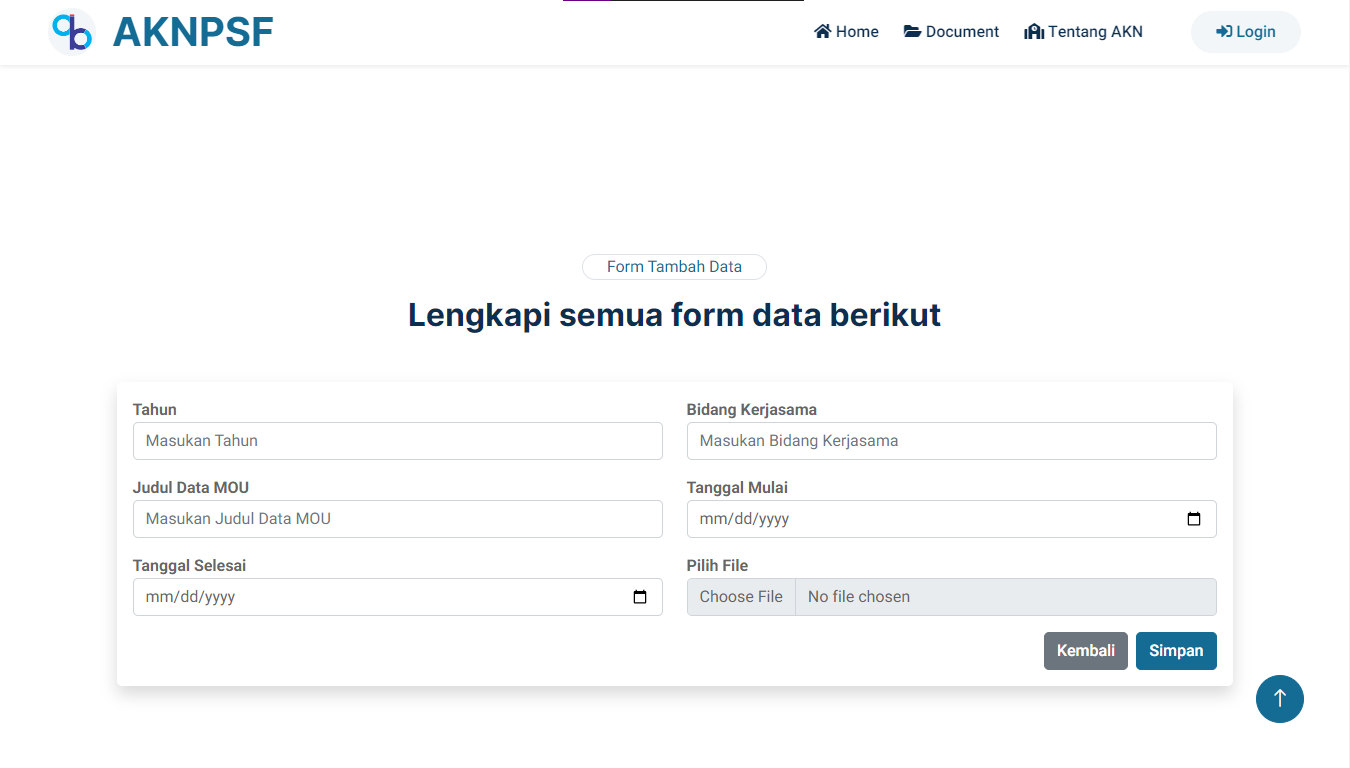 AKNPSF
Home Document Tentang AKN Login
Form Tambah Data
Lengkapi semua form data berikut
Tahun
Masukan Tahun
Bidang Kerjasama
Masukan Bidang Kerjasama
Judul Data MOU
Masukan Judul Data MOU
Tanggal Mulai
mm/dd/yyyy
Tanggal Selesai
mm/dd/yyyy
Pilih File
Choose File No file chosen
Kembali Simpan